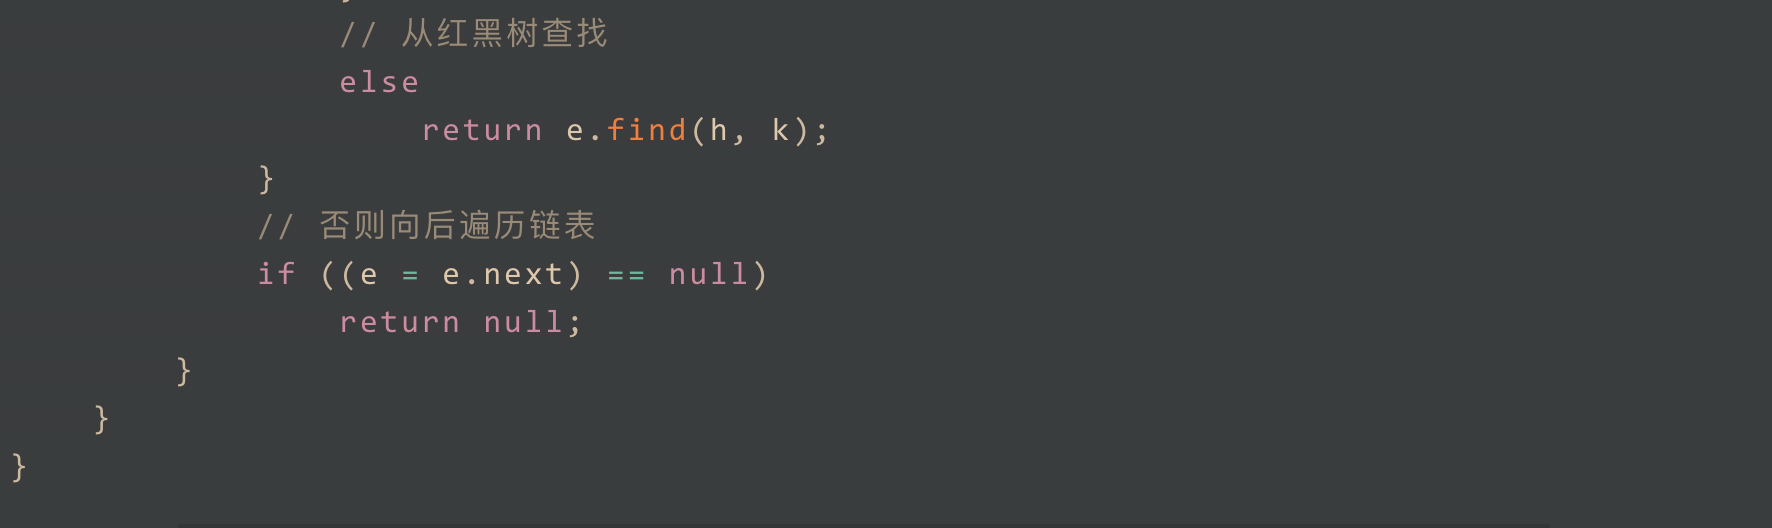 // 从红黑树查找
else
return e.find(h, k);
}
// 否则向后遍历链表
if ((e = e.next) == null)
return null;
}
}
}